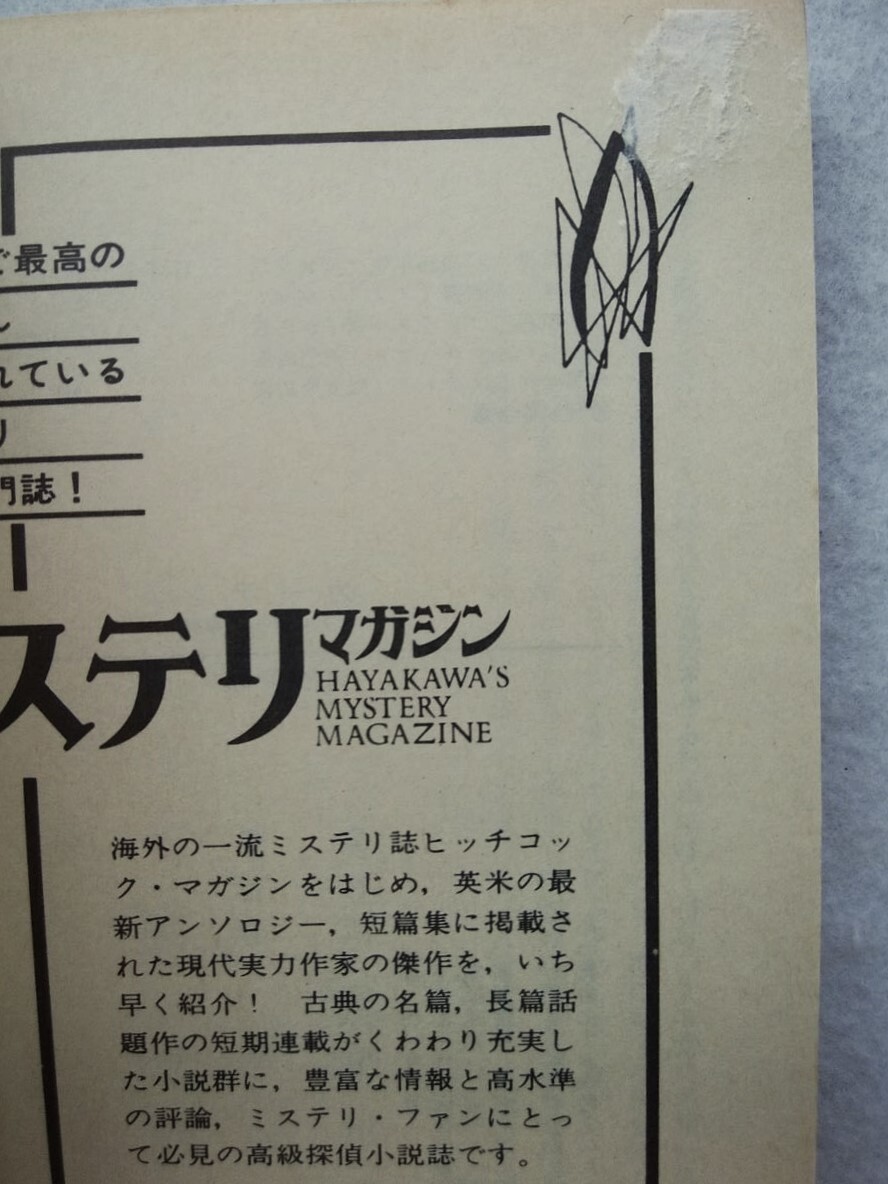 最高の
れている
門誌！
ステリマガジン
HAYAKAWA'S
MYSTERY
MAGAZINE
海外の一流ミステリ誌ヒッチコッ
ク・マガジンをはじめ，英米の最
新アンソロジー，短篇集に掲載さ
れた現代実力作家の傑作を，いち
早く紹介！　古典の名篇，長篇話
題作の短期連載がくわわり充実し
た小説群に，豊富な情報と高水準
の評論，ミステリ・ファンにとっ
て必見の高級探偵小説誌です。